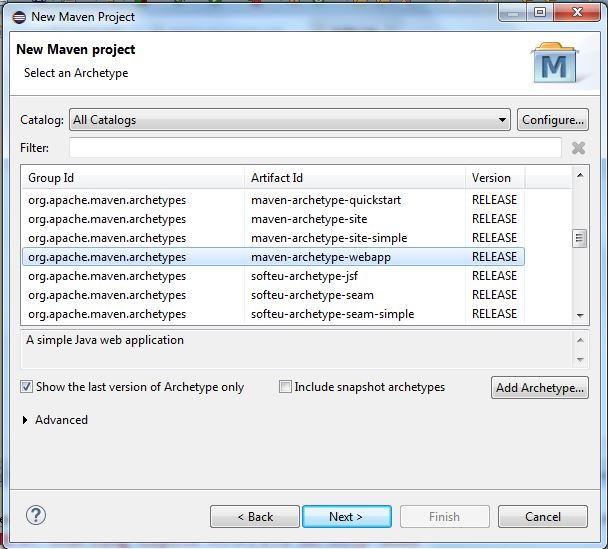 New Maven Project
New Maven project
Select an Archetype
M
Catalog: All Catalogs Configure...
Filter:
Group Id Artifact Id Version
org.apache.maven.archetypes maven-archetype-quickstart RELEASE
org.apache.maven.archetypes maven-archetype-site RELEASE
org.apache.maven.archetypes maven-archetype-site-simple RELEASE
org.apache.maven.archetypes maven-archetype-webapp RELEASE
org.apache.maven.archetypes softeu-archetype-jsf RELEASE
org.apache.maven.archetypes softeu-archetype-seam RELEASE
org.apache.maven.archetypes softeu-archetype-seam-simple RELEASE
A simple Java web application
Show the last version of Archetype only Include snapshot archetypes Add Archetype...
Advanced
? < Back Next > Finish Cancel